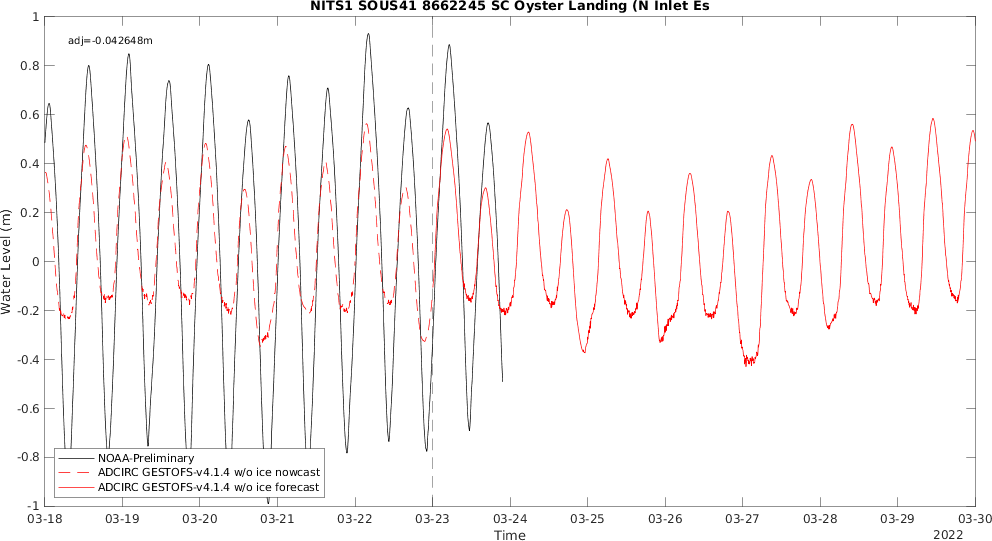 NITS1 SOUS41 8662245 SC Oyster Landing (N Inlet Es
adj=-0.042648m
1
0.8
0.6
0.4
0.2
0
-0.2
-0.4
-0.6
-0.8
-1
Water Level (m)
NOAA-Preliminary
ADCIRC GESTOFS-v4.1.4 w/o ice nowcast
ADCIRC GESTOFS-v4.1.4 w/o ice forecast
03-18 03-19 03-20 03-21 03-22 03-23 03-24 03-25 03-26 03-27 03-28 03-29 03-30
Time
2022